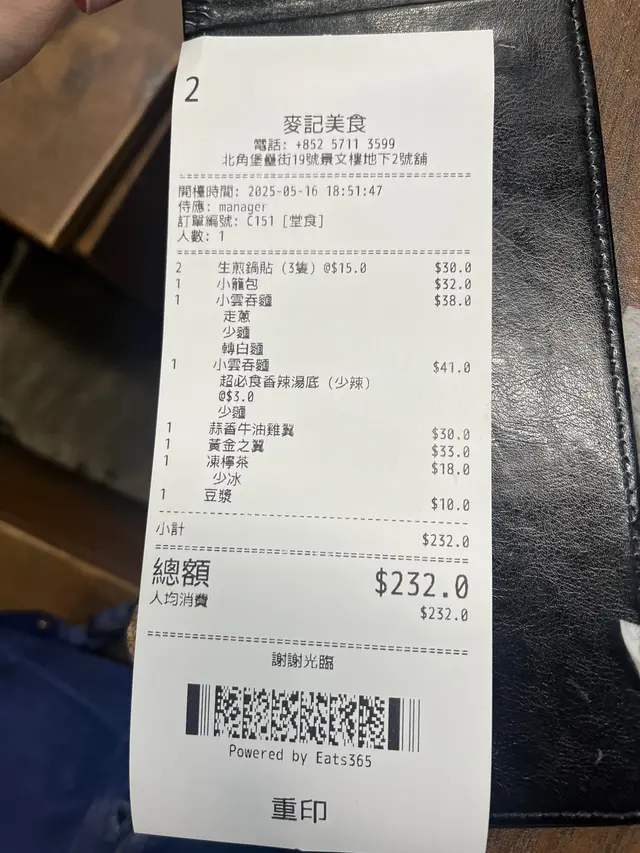 2
麥記美食
電話: +852 5711 3599
北角堡壘街19號景文樓地下2號舖
開檯時間: 2025-05-16 18:51:47
侍應: manager
訂單編號: C151 [堂食]
人數: 1
2 生煎鍋貼 (3隻) @$15.0 $30.0
1 小籠包 $32.0
1 小雲吞麵 $38.0
走蔥
少麵
轉白麵
1 小雲吞麵 $41.0
超必食香辣湯底 (少辣)
@$3.0
少麵
1 蒜香牛油雞翼 $30.0
1 黃金之翼 $33.0
1 凍檸茶 $18.0
少冰
1 豆漿 $10.0
小計 $232.0
總額 $232.0
人均消費 $232.0
謝謝光臨
Powered by Eats365
重印